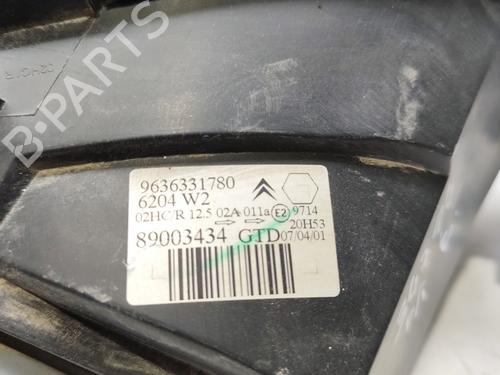 B-PARTS
9636331780
6204 W2
02HC/R 12.5 02A 011a E2 9714
20H53
89003434 GTD 07/04/01